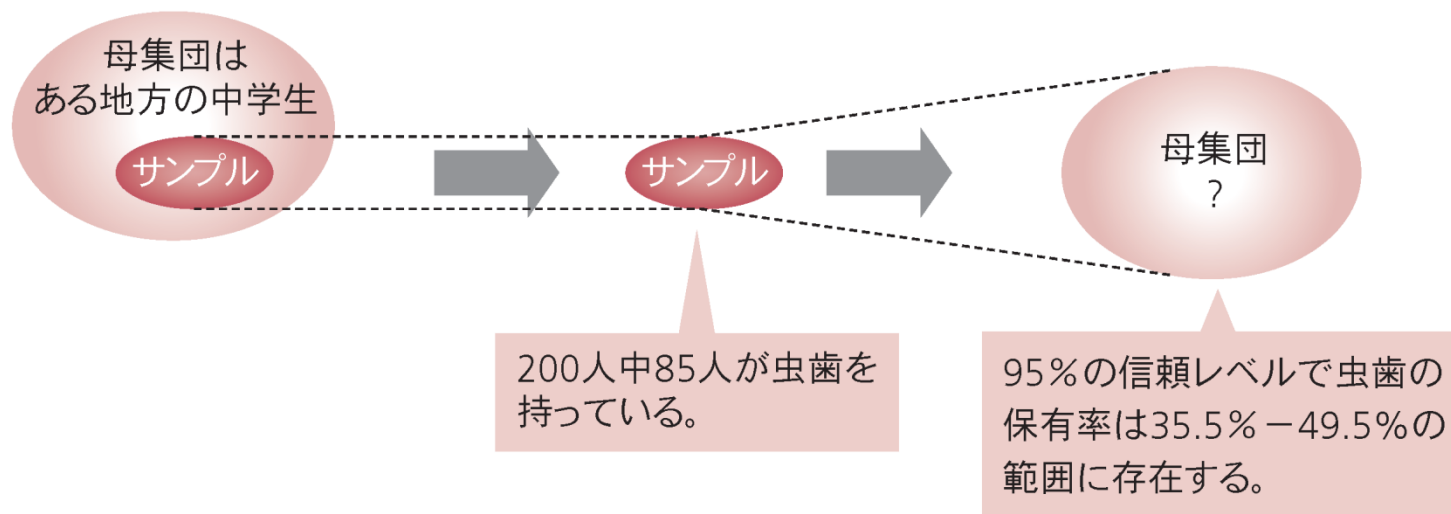 母集団は
ある地方の中学生
サンプル
サンプル
母集団
?
200人中85人が虫歯を
持っている。
95%の信頼レベルで虫歯の
保有率は35.5%−49.5%の
範囲に存在する。